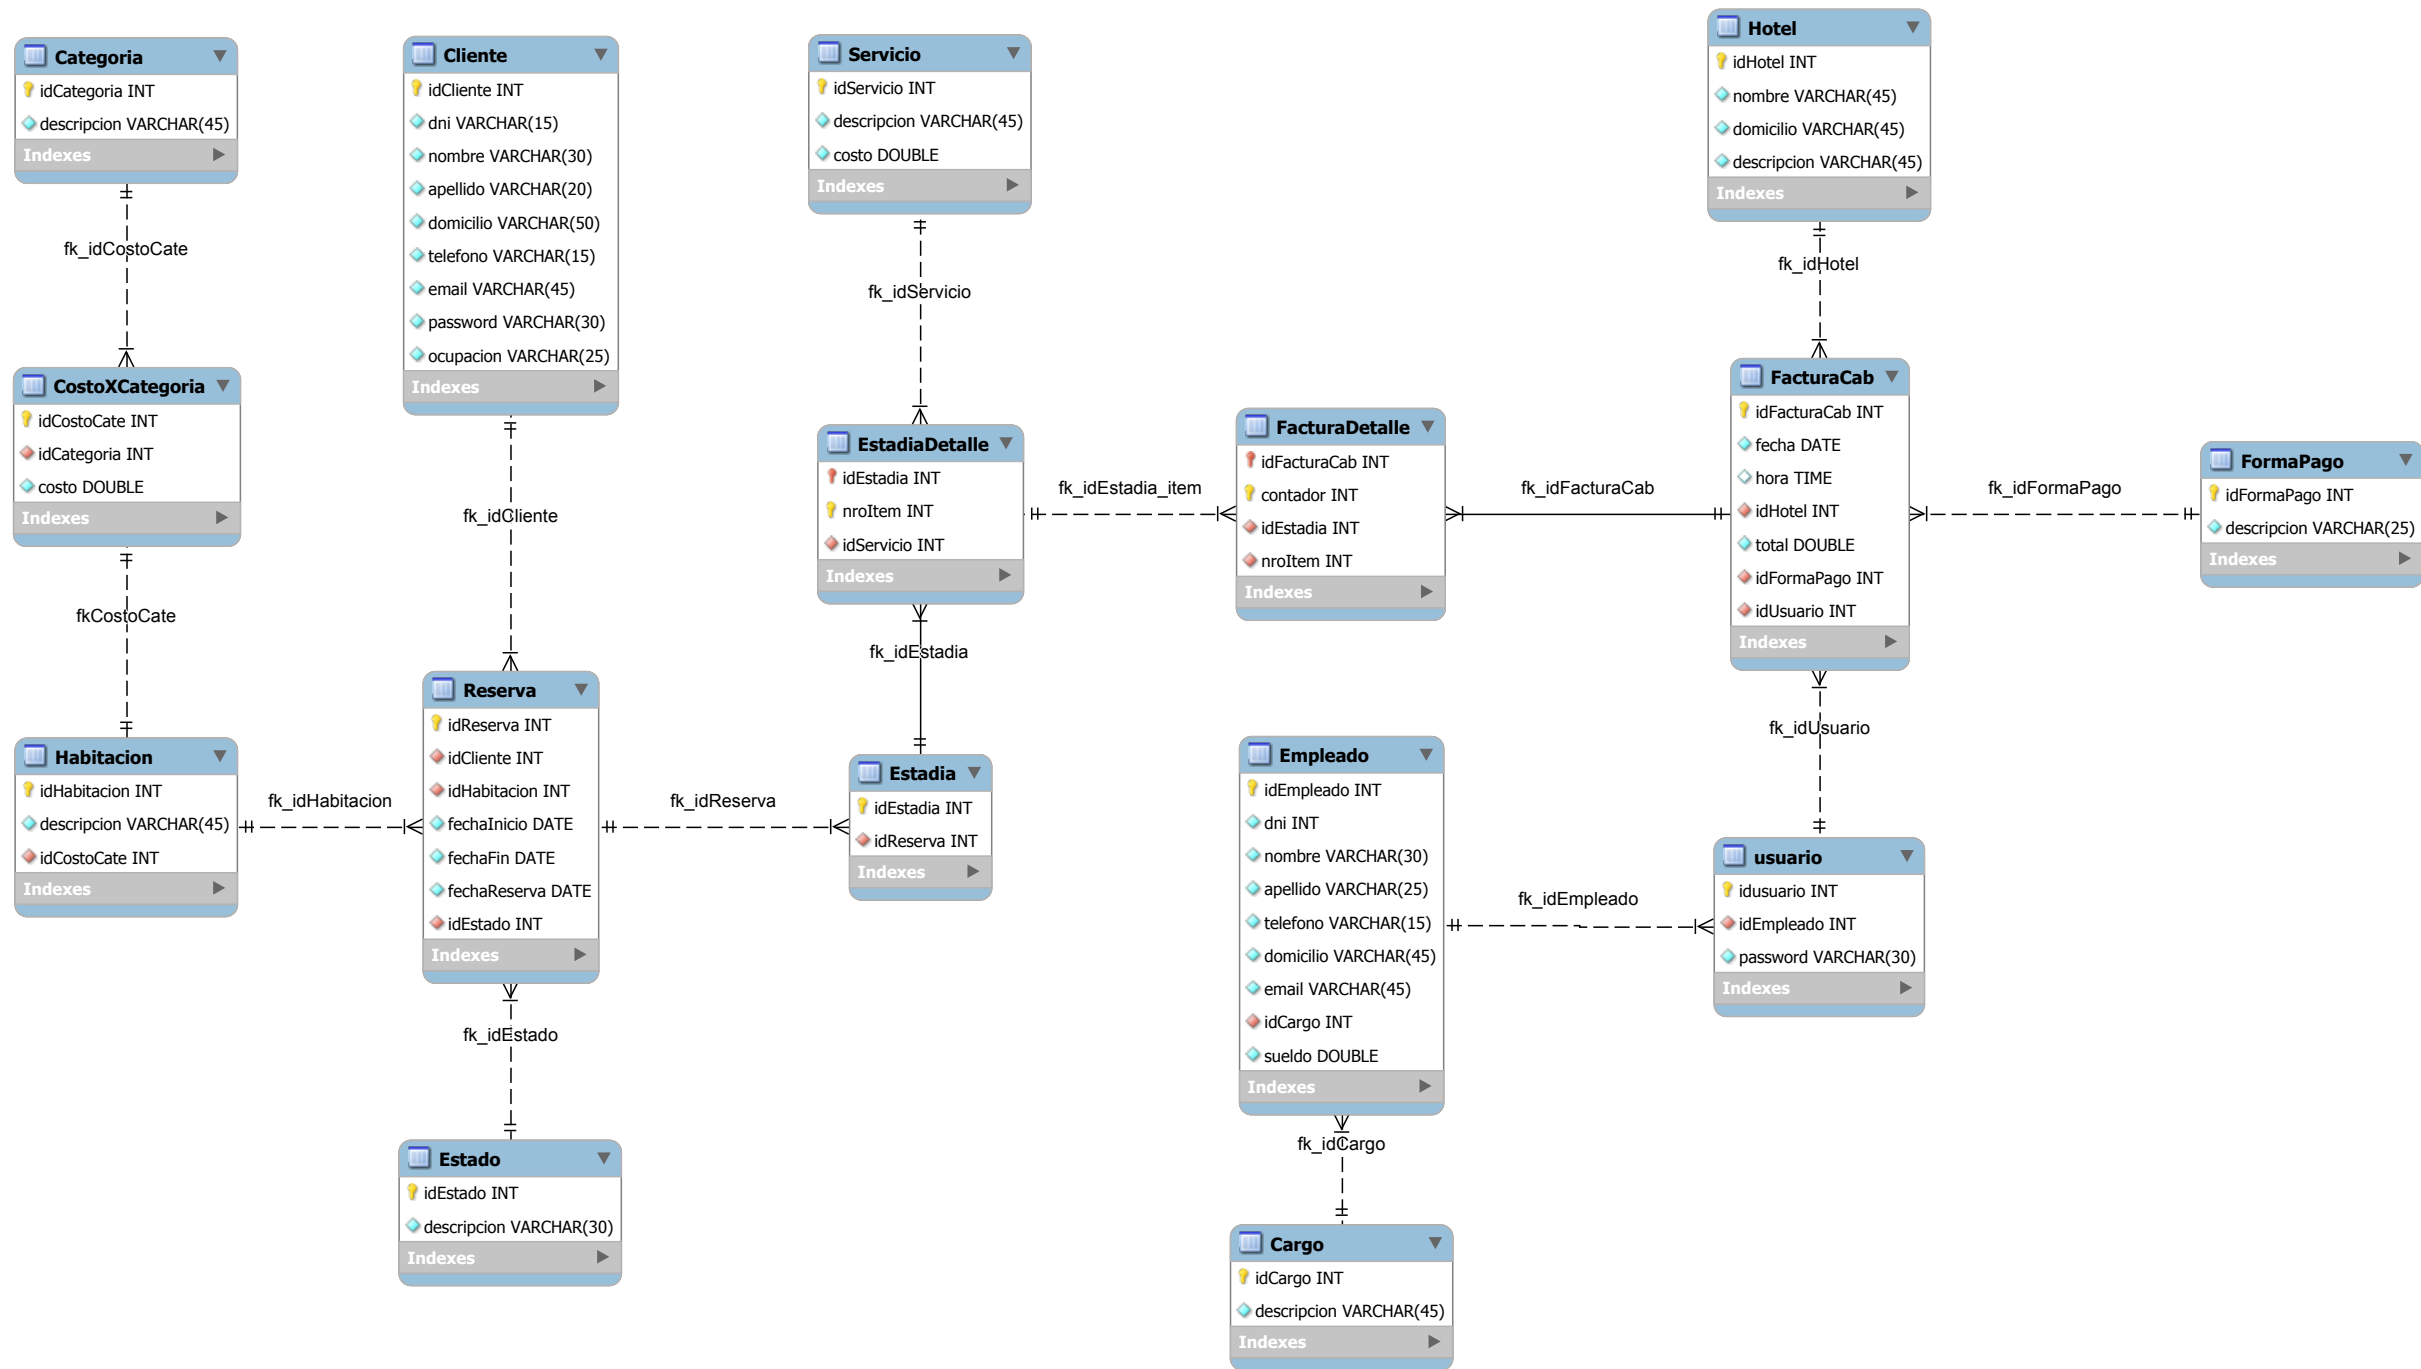 Categoria
idCategoria INT
descripcion VARCHAR(45)
Indexes
fk_idCostoCate
CostoXCategoria
idCostoCate INT
idCategoria INT
costo DOUBLE
Indexes
fkCostoCate
Habitacion
idHabitacion INT
descripcion VARCHAR(45)
idCostoCate INT
Indexes
fk_idHabitacion
Cliente
idCliente INT
dni VARCHAR(15)
nombre VARCHAR(30)
apellido VARCHAR(20)
domicilio VARCHAR(50)
telefono VARCHAR(15)
email VARCHAR(45)
password VARCHAR(30)
ocupacion VARCHAR(25)
Indexes
fk_idCliente
Reserva
idReserva INT
idCliente INT
idHabitacion INT
fechaInicio DATE
fechaFin DATE
fechaReserva DATE
idEstado INT
Indexes
fk_idEstado
Estado
idEstado INT
descripcion VARCHAR(30)
Indexes
fk_idReserva
Servicio
idServicio INT
descripcion VARCHAR(45)
costo DOUBLE
Indexes
fk_idServicio
EstadiaDetalle
idEstadia INT
nroItem INT
idServicio INT
Indexes
fk_idEstadia
Estadia
idEstadia INT
idReserva INT
Indexes
fk_idEstadia_item
FacturaDetalle
idFacturaCab INT
contador INT
idEstadia INT
nroItem INT
Indexes
fk_idFacturaCab
Empleado
idEmpleado INT
dni INT
nombre VARCHAR(30)
apellido VARCHAR(25)
telefono VARCHAR(15)
domicilio VARCHAR(45)
email VARCHAR(45)
idCargo INT
sueldo DOUBLE
Indexes
fk_idCargo
Cargo
idCargo INT
descripcion VARCHAR(45)
Indexes
fk_idEmpleado
Hotel
idHotel INT
nombre VARCHAR(45)
domicilio VARCHAR(45)
descripcion VARCHAR(45)
Indexes
fk_idHotel
FacturaCab
idFacturaCab INT
fecha DATE
hora TIME
idHotel INT
total DOUBLE
idFormaPago INT
idUsuario INT
Indexes
fk_idUsuario
usuario
idusuario INT
idEmpleado INT
password VARCHAR(30)
Indexes
fk_idFormaPago
FormaPago
idFormaPago INT
descripcion VARCHAR(25)
Indexes